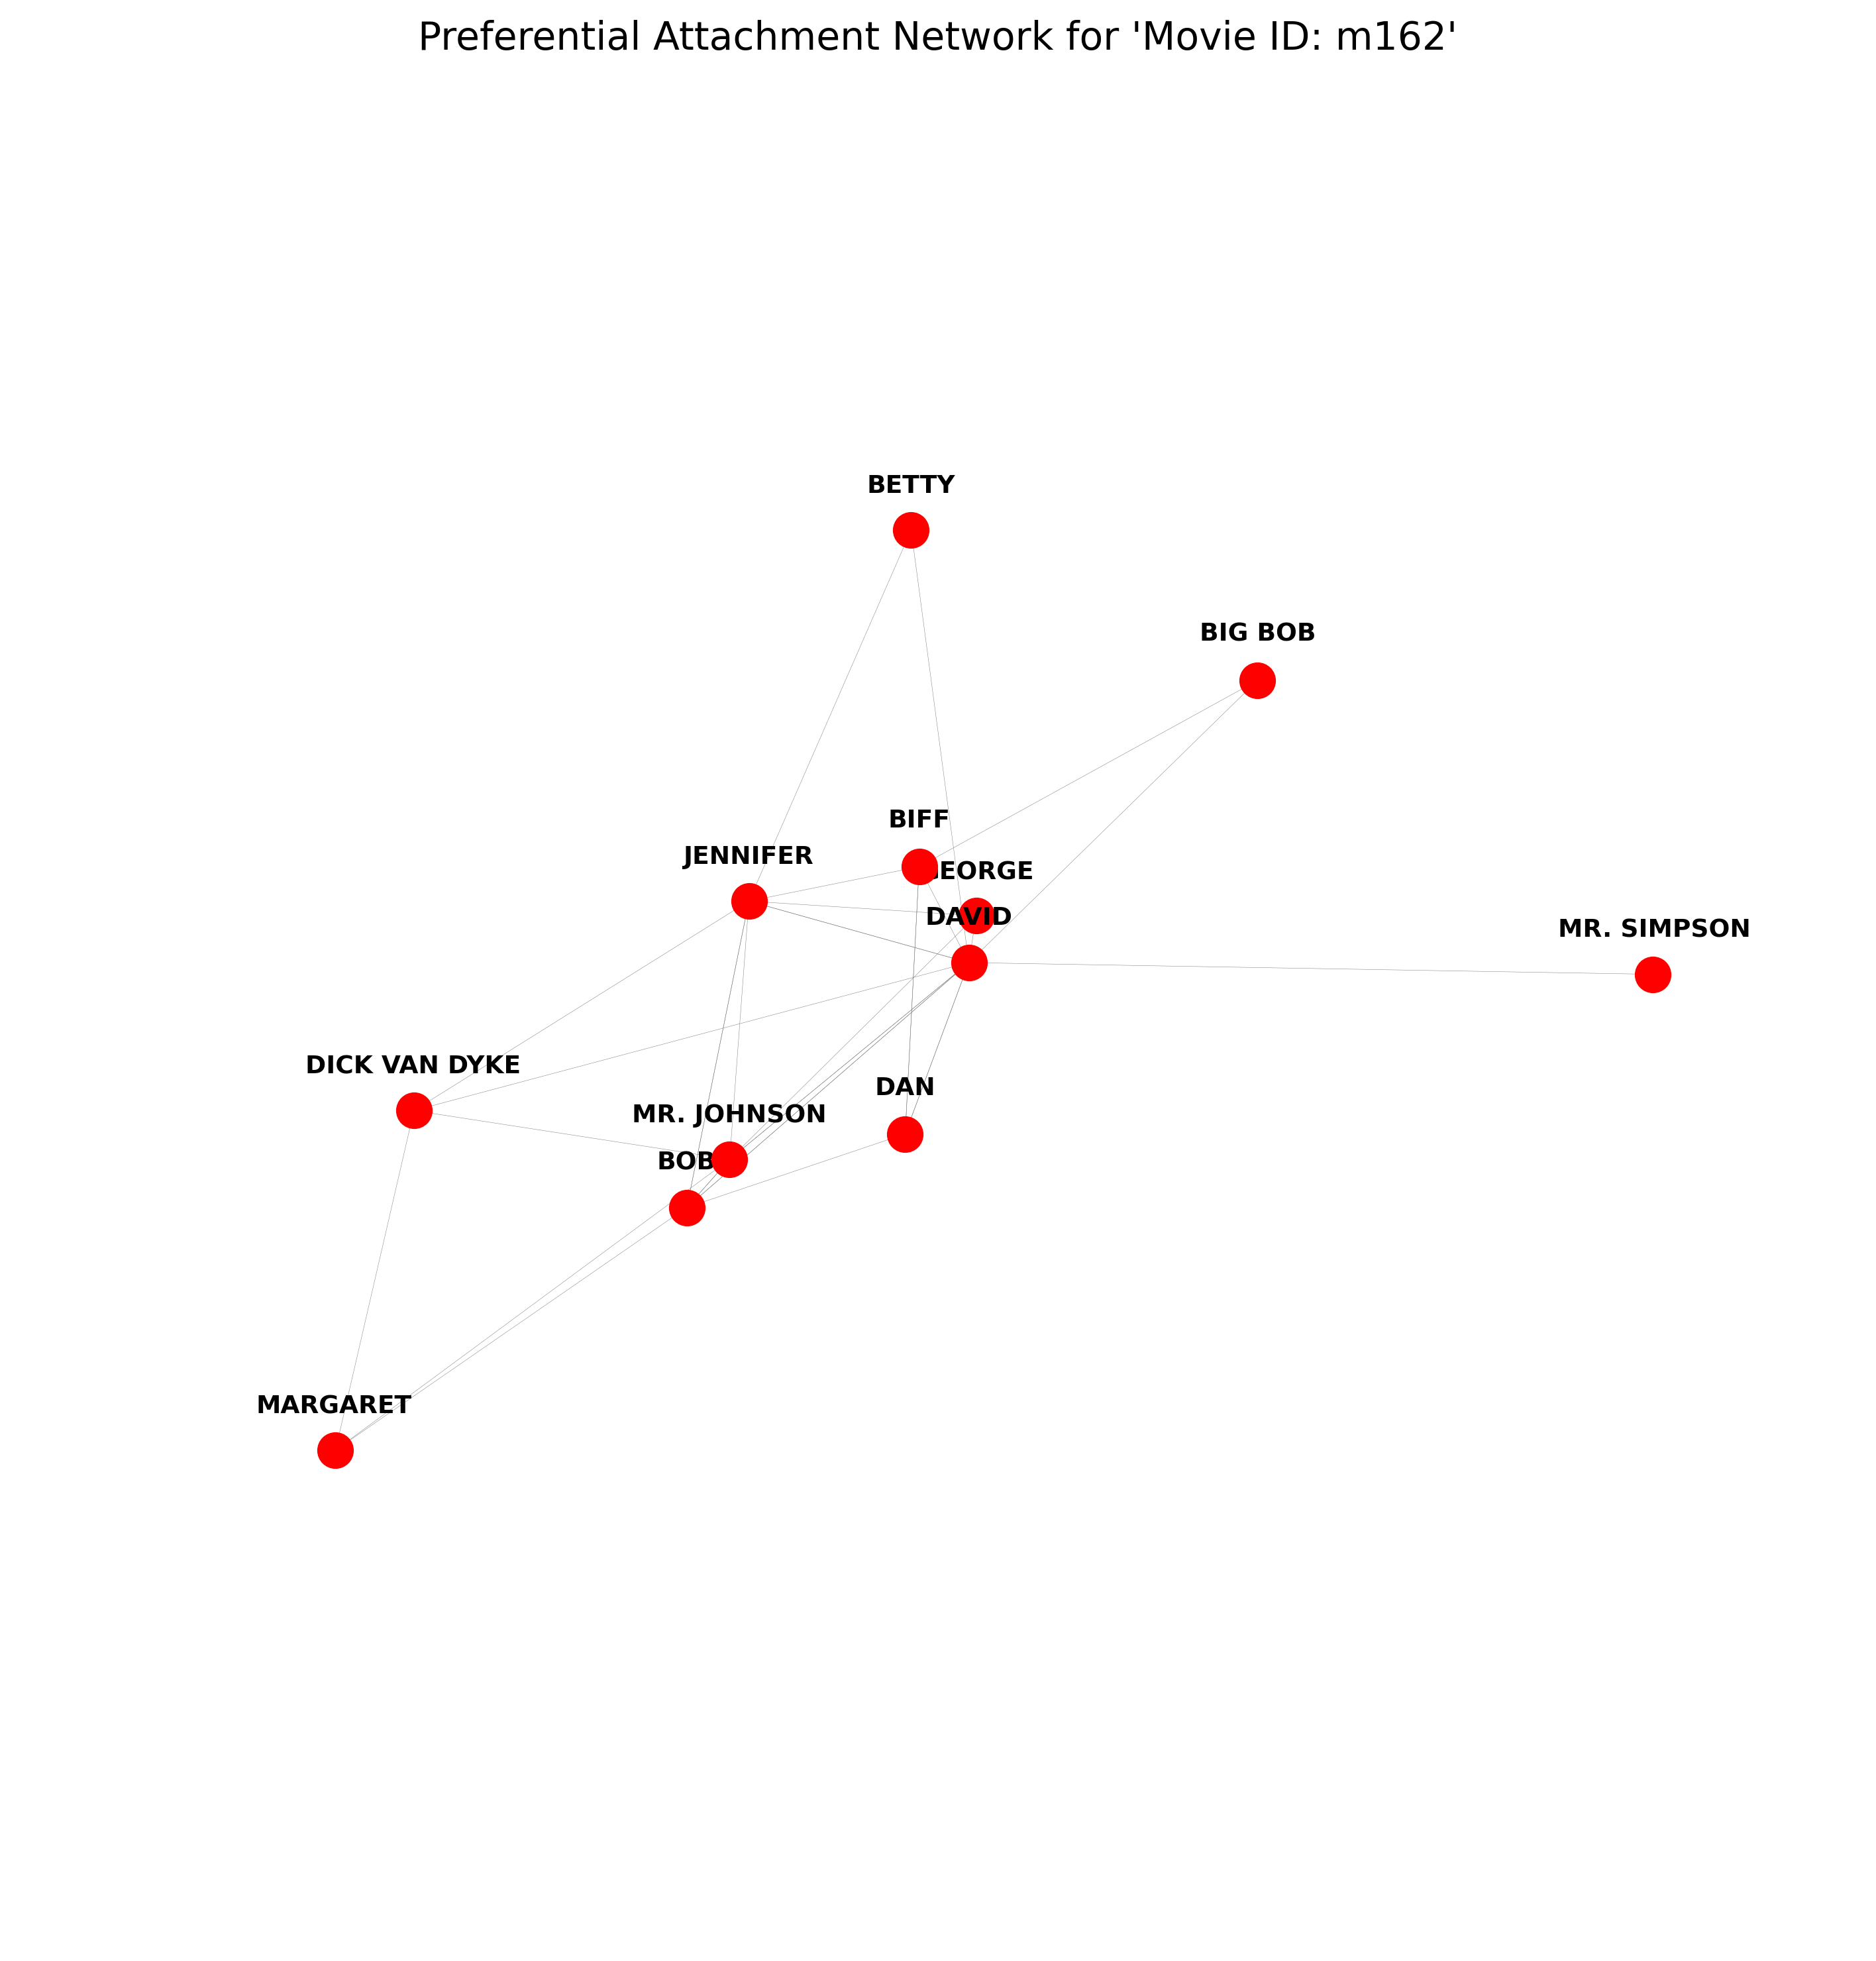 Preferential Attachment Network for 'Movie ID: m162'
BETTY
BIG BOB
BIFF
JENNIFER
EORGE
DAVID
MR. SIMPSON
DICK VAN DYKE
DAN
MR. JOHNSON
BOB
MARGARET